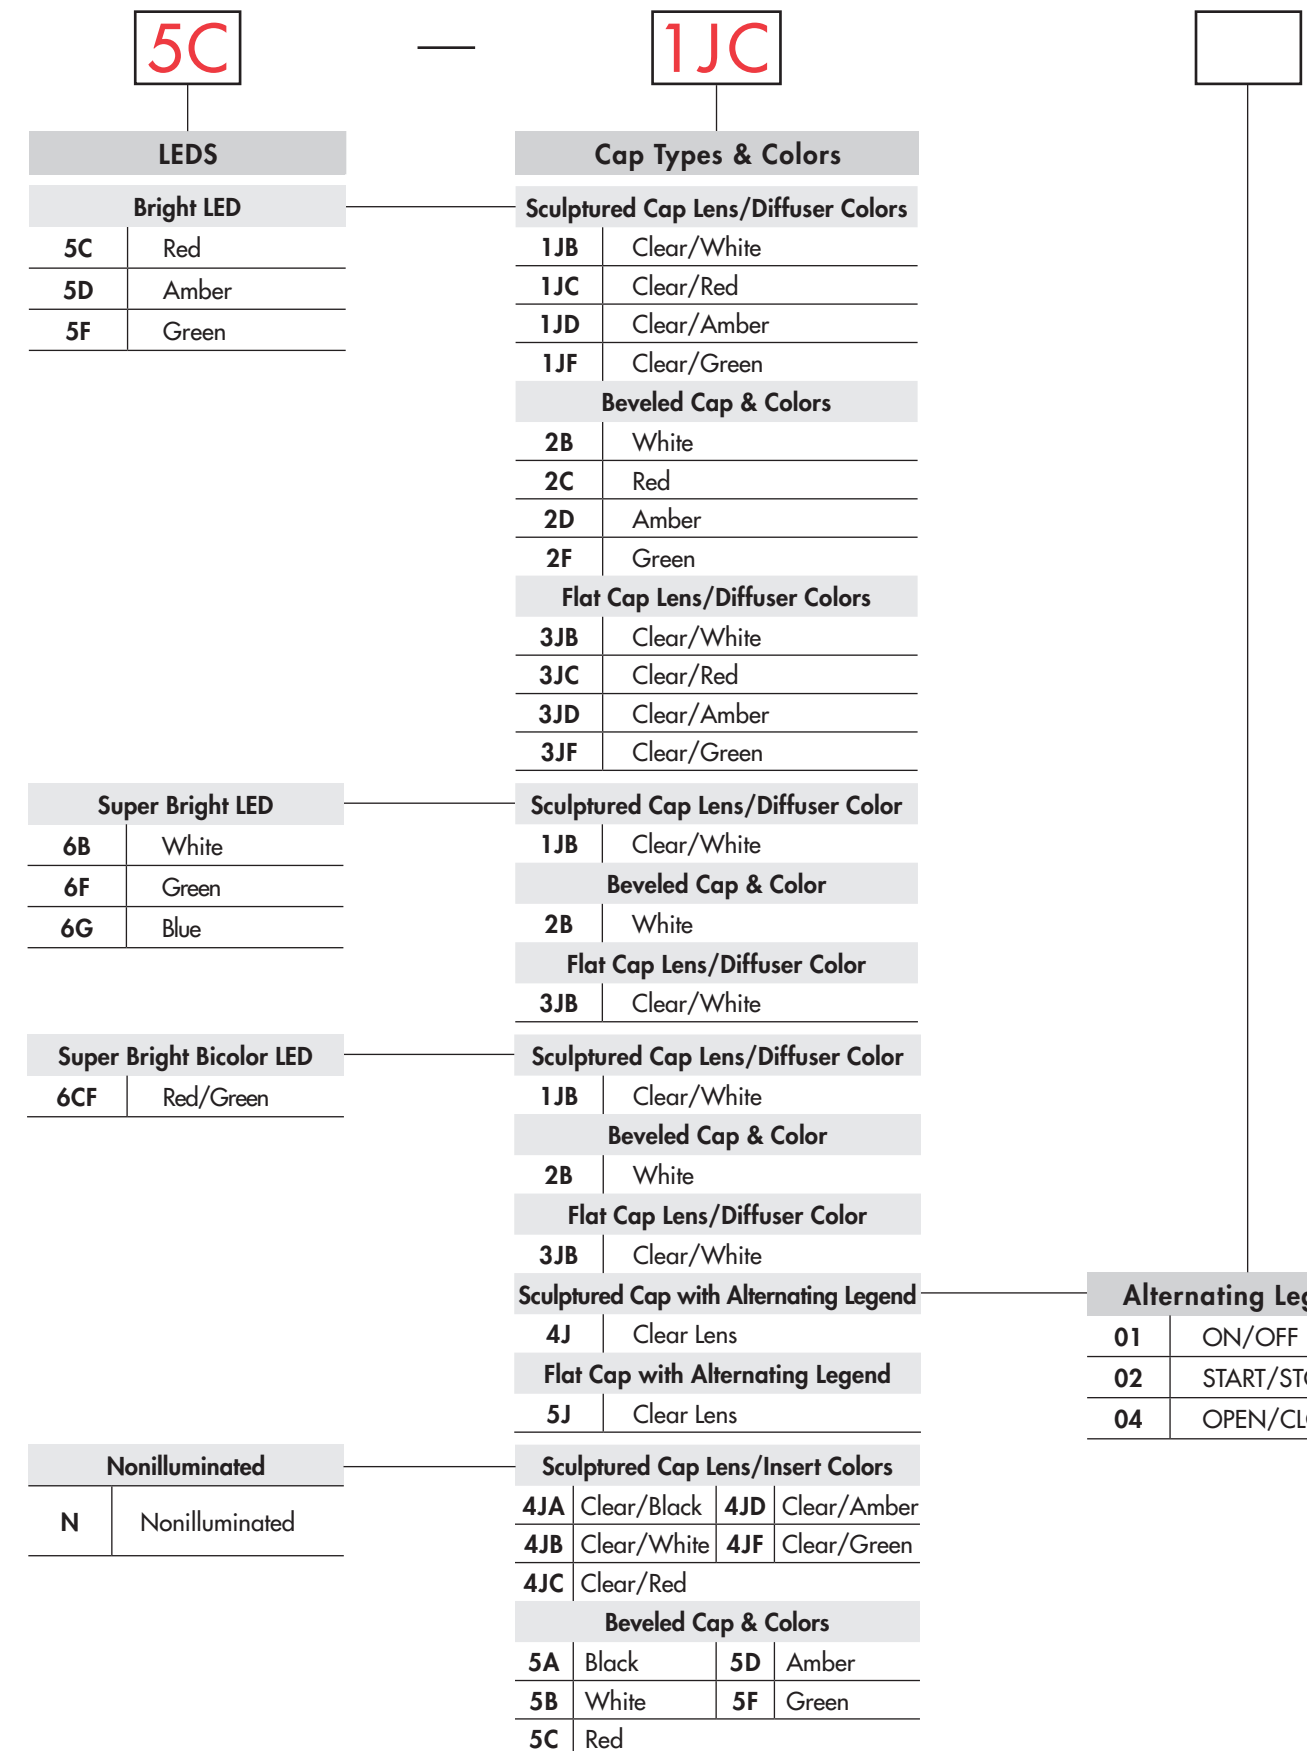 5C — 1JC
LEDS
Cap Types & Colors
Bright LED
Sculptured Cap Lens/Diffuser Colors
5C Red
1JB Clear/White
5D Amber
1JC Clear/Red
5F Green
1JD Clear/Amber
1JF Clear/Green
Beveled Cap & Colors
2B White
2C Red
2D Amber
2F Green
Flat Cap Lens/Diffuser Colors
3JB Clear/White
3JC Clear/Red
3JD Clear/Amber
3JF Clear/Green
Super Bright LED
Sculptured Cap Lens/Diffuser Color
6B White
1JB Clear/White
6F Green
Beveled Cap & Color
6G Blue
2B White
Flat Cap Lens/Diffuser Color
3JB Clear/White
Super Bright Bicolor LED
Sculptured Cap Lens/Diffuser Color
6CF Red/Green
1JB Clear/White
Beveled Cap & Color
2B White
Flat Cap Lens/Diffuser Color
3JB Clear/White
Sculptured Cap with Alternating Legend
Alternating Leg
4J Clear Lens
01 ON/OFF
Flat Cap with Alternating Legend
02 START/STO
5J Clear Lens
04 OPEN/CLO
Nonilluminated
Sculptured Cap Lens/Insert Colors
N Nonilluminated
4JA Clear/Black 4JD Clear/Amber
4JB Clear/White 4JF Clear/Green
4JC Clear/Red
Beveled Cap & Colors
5A Black 5D Amber
5B White 5F Green
5C Red